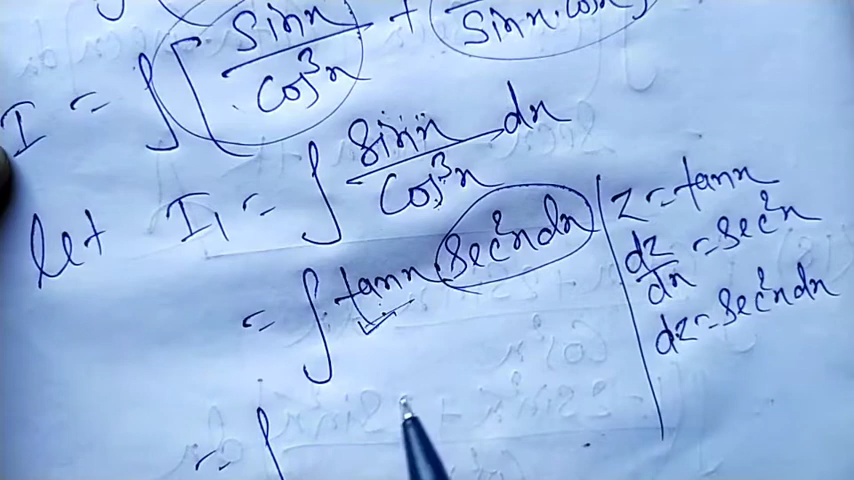 I = ∫[ sinx/cos³x + /sinx.cosx
let I₁ = ∫ sinx/cos³x dx
= ∫ tanx.sec²x dx
z = tanx
dz/dx = sec²x
dz = sec²x dx
= ∫